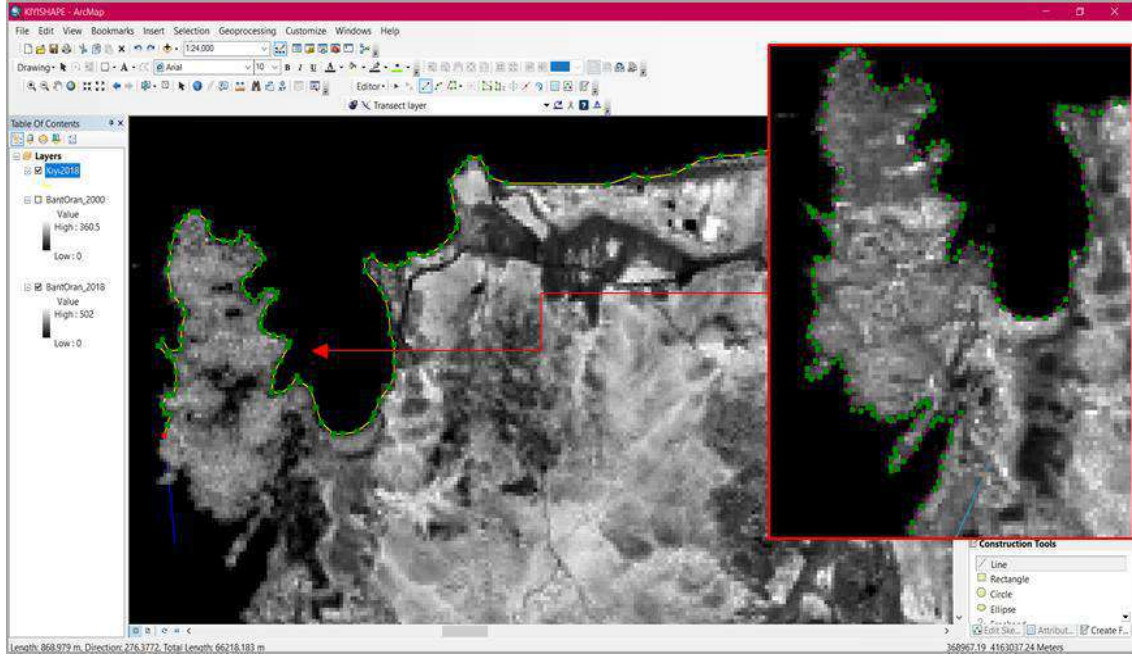 KIYISHAPE - ArcMap
File Edit View Bookmarks Insert Selection Geoprocessing Customize Windows Help
1:24,000
Drawing Arial 10 B I U A
Editor
Transect layer
Table Of Contents
Layers
Kiyi2018
BantOran_2000
Value
High : 360.5
Low : 0
BantOran_2018
Value
High : 502
Low : 0
Construction Tools
Line
Rectangle
Circle
Ellipse
Edit Ske... Attribut... Create F...
Length: 868.979 m, Direction: 276.3772, Total Length: 66218.183 m 368967.19 4163037.24 Meters